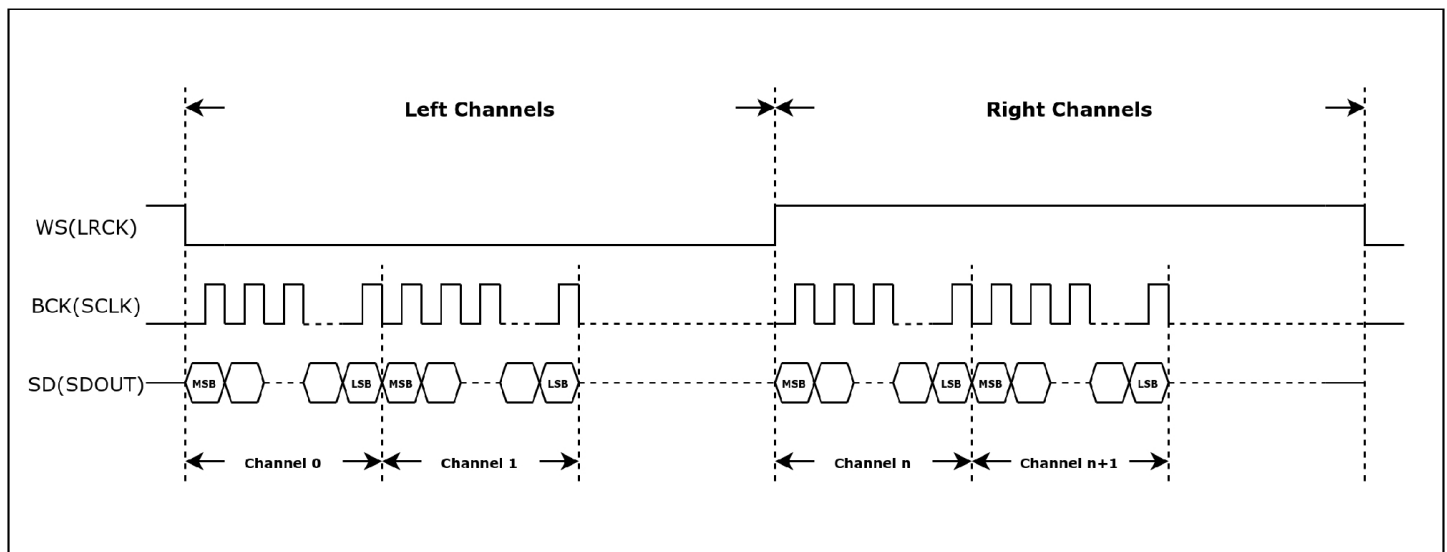 Left Channels Right Channels
WS(LRCK)
BCK(SCLK)
SD(SDOUT) MSB LSB MSB LSB MSB LSB MSB LSB
Channel 0 Channel 1 Channel n Channel n+1